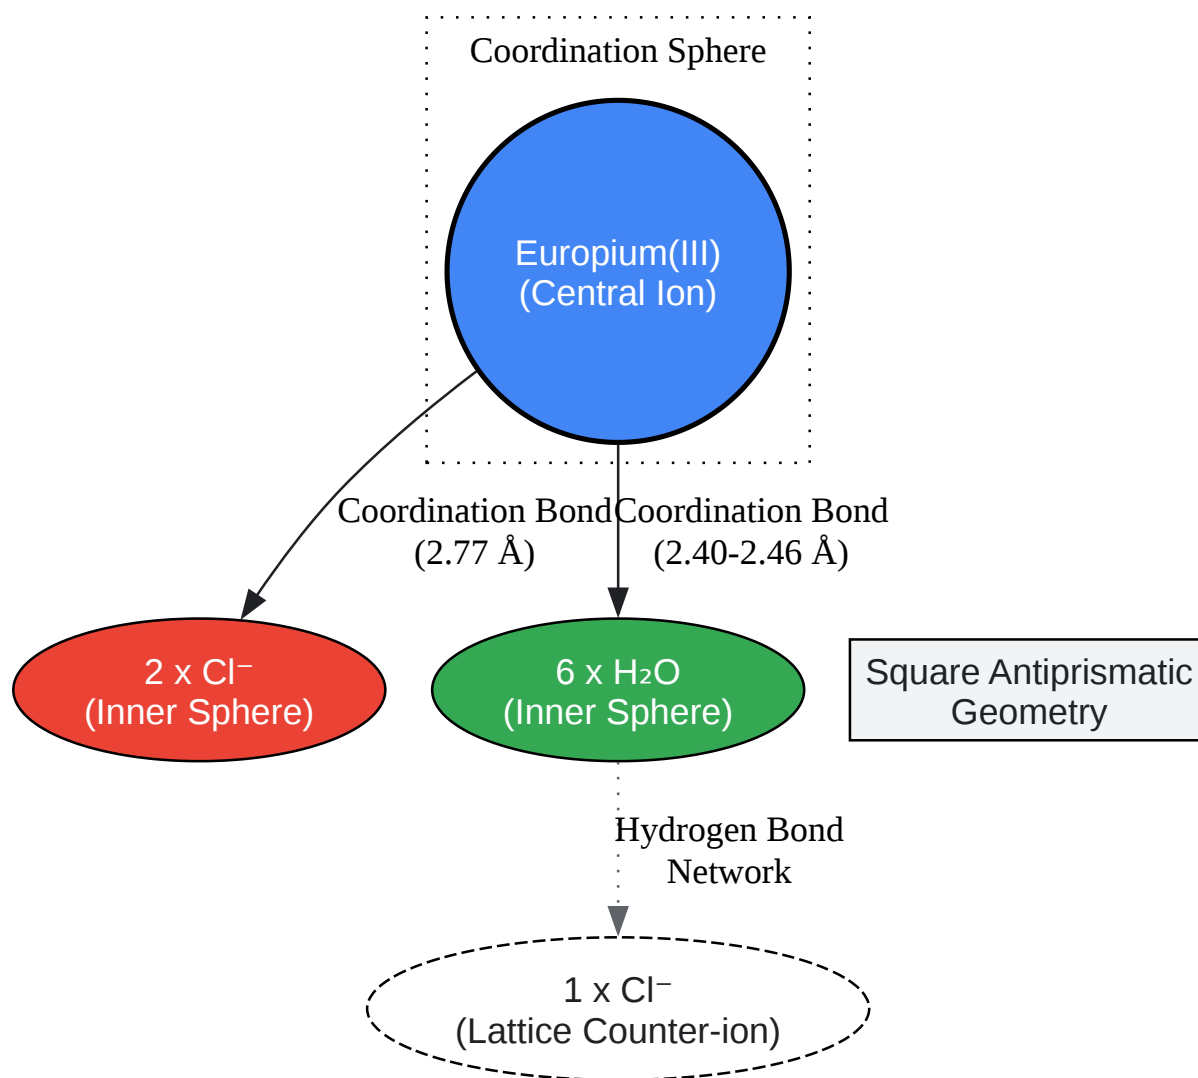 Coordination Sphere
Europium(III)
(Central Ion)
Coordination Bond
(2.77 Å)
Coordination Bond
(2.40-2.46 Å)
2 x Cl⁻
(Inner Sphere)
6 x H₂O
(Inner Sphere)
Square Antiprismatic
Geometry
Hydrogen Bond
Network
1 x Cl⁻
(Lattice Counter-ion)